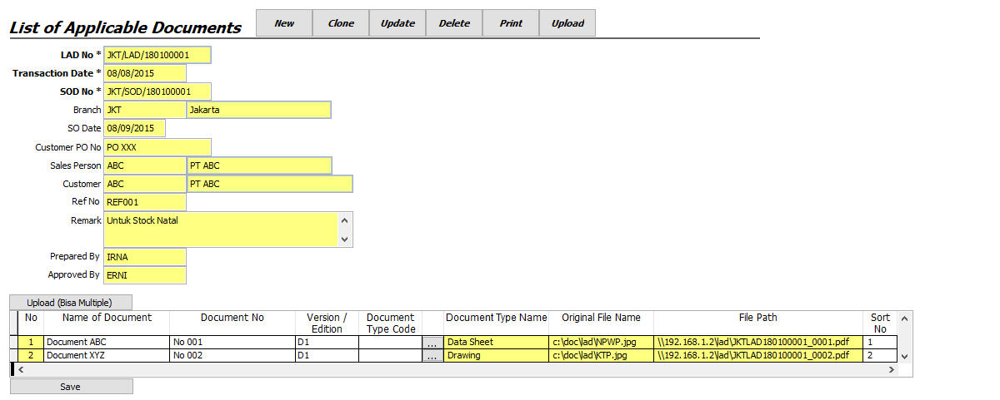 List of Applicable Documents New Clone Update Delete Print Upload
LAD No * JKT/LAD/180100001
Transaction Date * 08/08/2015
SOD No * JKT/SOD/180100001
Branch JKT Jakarta
SO Date 08/09/2015
Customer PO No PO XXX
Sales Person ABC PT ABC
Customer ABC PT ABC
Ref No REF001
Remark Untuk Stock Natal
Prepared By IRNA
Approved By ERNI
Upload (Bisa Multiple)
No Name of Document Document No Version / Edition Document Type Code Document Type Name Original File Name File Path Sort No
1 Document ABC No 001 D1 ... Data Sheet c:\doc\lad\NPWP.jpg \\192.168.1.2\lad\JKTLAD180100001_0001.pdf 1
2 Document XYZ No 002 D1 ... Drawing c:\doc\lad\KTP.jpg \\192.168.1.2\lad\JKTLAD180100001_0002.pdf 2
Save